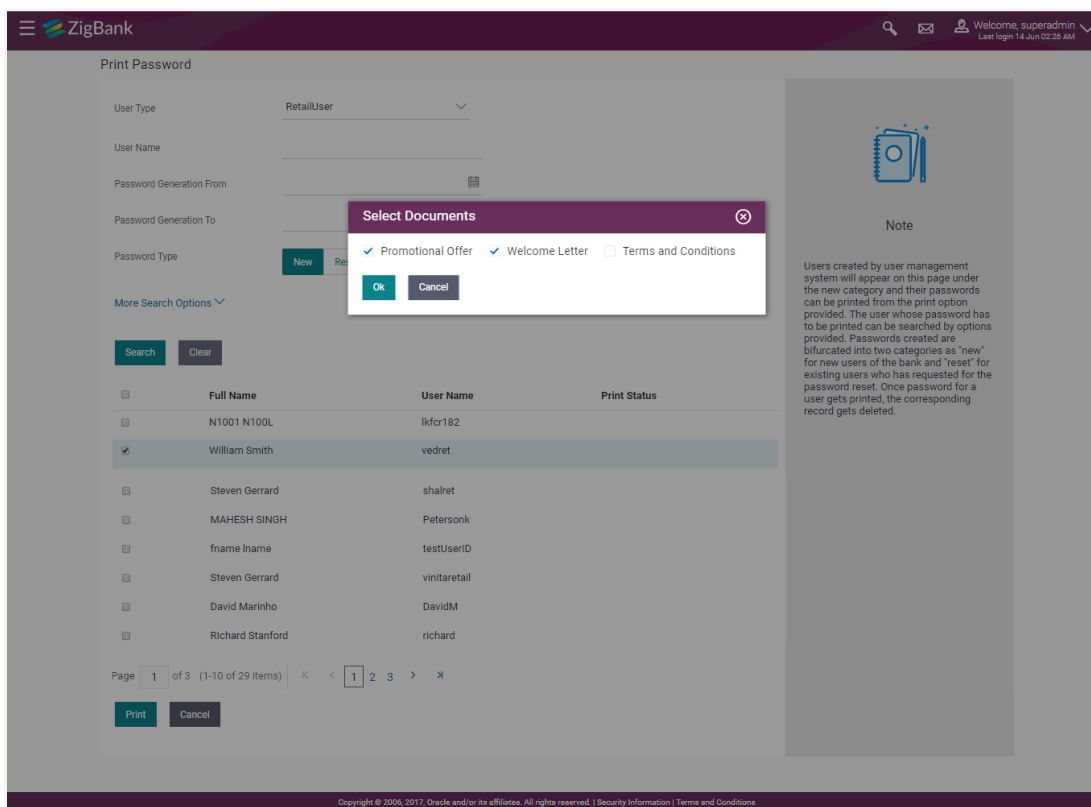 ZigBank
Welcome, superadmin
Last login 14 Jun 02:26 AM
Print Password
User Type
RetailUser
User Name
Password Generation From
Password Generation To
Password Type
New
Res
More Search Options
Search
Clear
Select Documents
Promotional Offer
Welcome Letter
Terms and Conditions
Ok
Cancel
Note
Users created by user management
system will appear on this page under
the new category and their passwords
can be printed from the print option
provided. The user whose password has
to be printed can be searched by options
provided. Passwords created are
bifurcated into two categories as "new"
for new users of the bank and "reset" for
existing users who has requested for the
password reset. Once password for a
user gets printed, the corresponding
record gets deleted.
Full Name User Name Print Status
N1001 N100L lkfcr182
William Smith vedret
Steven Gerrard shalret
MAHESH SINGH Petersonk
fname lname testUserID
Steven Gerrard vinitaretail
David Marinho DavidM
Richard Stanford richard
Page 1 of 3 (1-10 of 29 items) 1 2 3
Print
Cancel
Copyright © 2006, 2017, Oracle and/or its affiliates. All rights reserved. | Security Information | Terms and Conditions